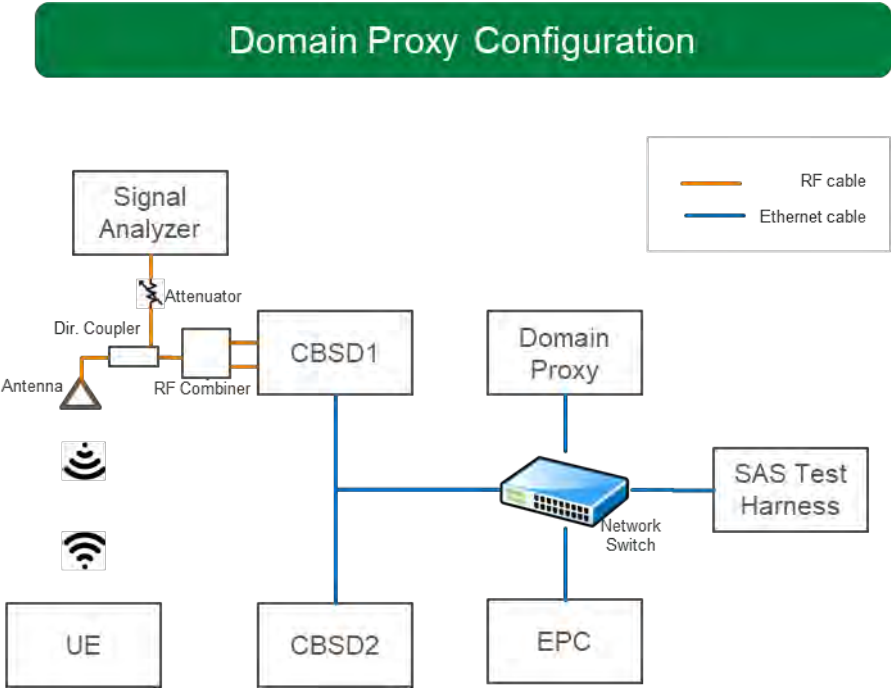 Domain Proxy Configuration
RF cable
Ethernet cable
Signal
Analyzer
Attenuator
Dir. Coupler
CBSD1
Domain
Proxy
Antenna
RF Combiner
SAS Test
Harness
Network
Switch
UE
CBSD2
EPC